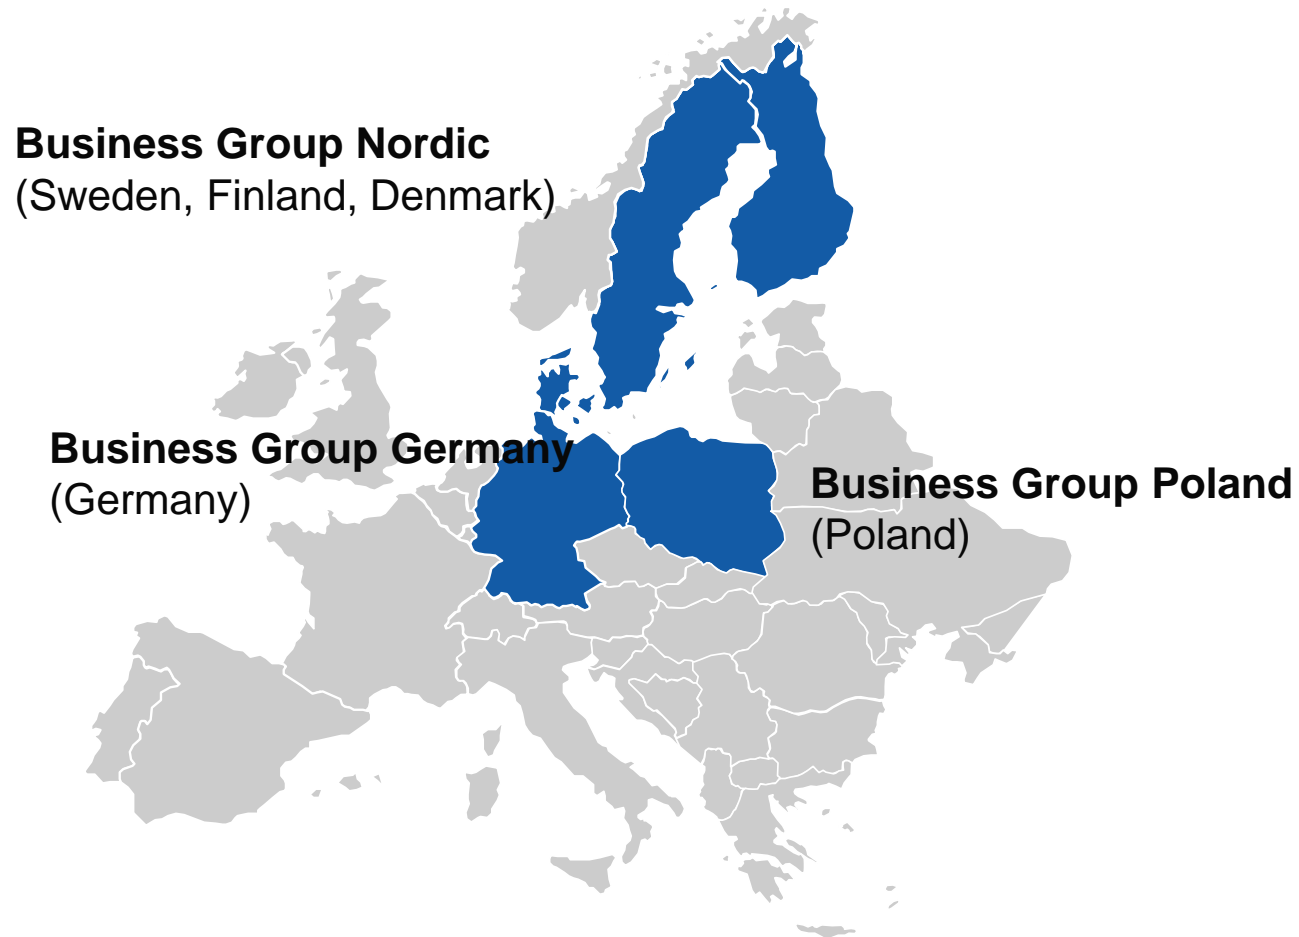 Business Group Nordic
(Sweden, Finland, Denmark)
Business Group Germany
(Germany)
Business Group Poland
(Poland)